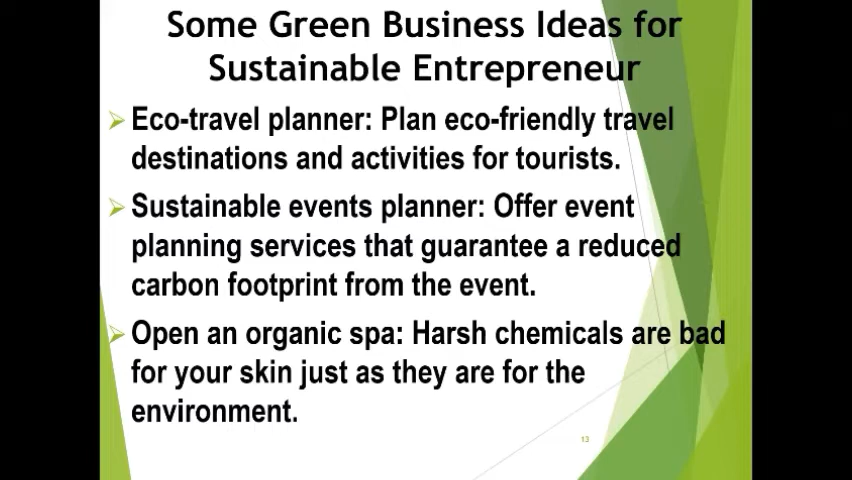 Some Green Business Ideas for
Sustainable Entrepreneur
Eco-travel planner: Plan eco-friendly travel
destinations and activities for tourists.
Sustainable events planner: Offer event
planning services that guarantee a reduced
carbon footprint from the event.
Open an organic spa: Harsh chemicals are bad
for your skin just as they are for the
environment.
13